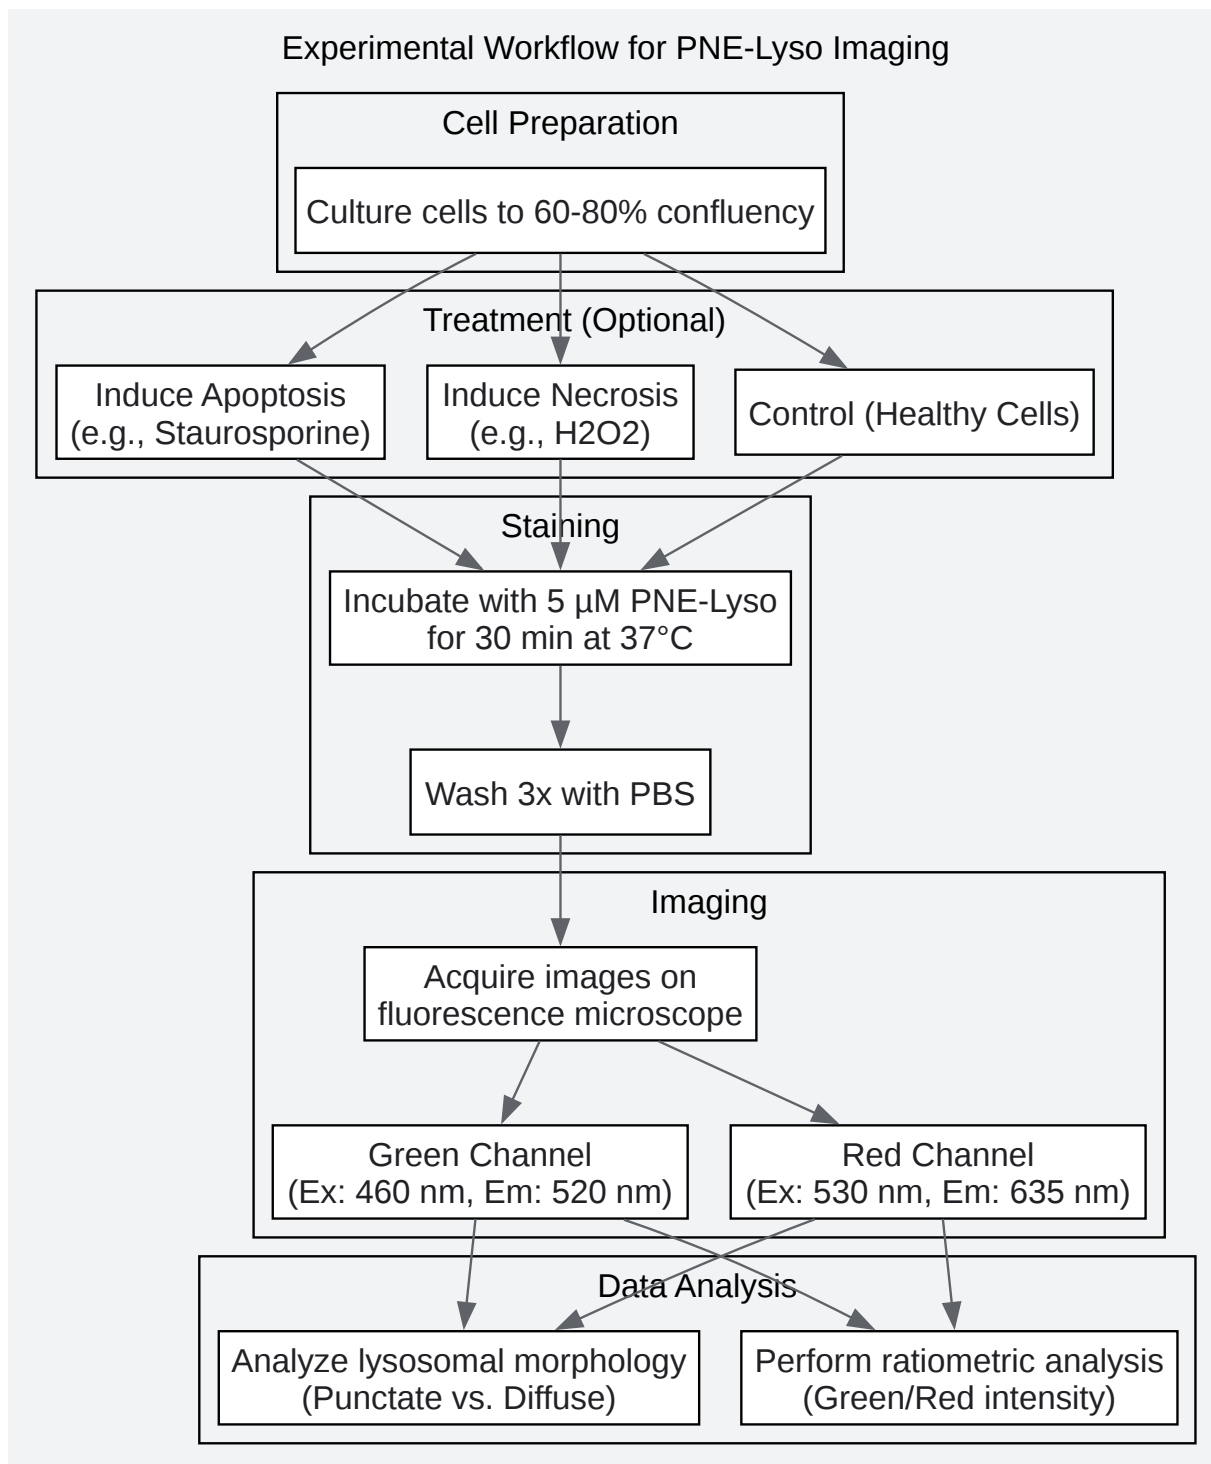 Experimental Workflow for PNE-Lyso Imaging
Cell Preparation
Culture cells to 60-80% confluency
Treatment (Optional)
Induce Apoptosis
(e.g., Staurosporine)
Induce Necrosis
(e.g., H2O2)
Control (Healthy Cells)
Staining
Incubate with 5 µM PNE-Lyso
for 30 min at 37°C
Wash 3x with PBS
Imaging
Acquire images on
fluorescence microscope
Green Channel
(Ex: 460 nm, Em: 520 nm)
Red Channel
(Ex: 530 nm, Em: 635 nm)
Data Analysis
Analyze lysosomal morphology
(Punctate vs. Diffuse)
Perform ratiometric analysis
(Green/Red intensity)